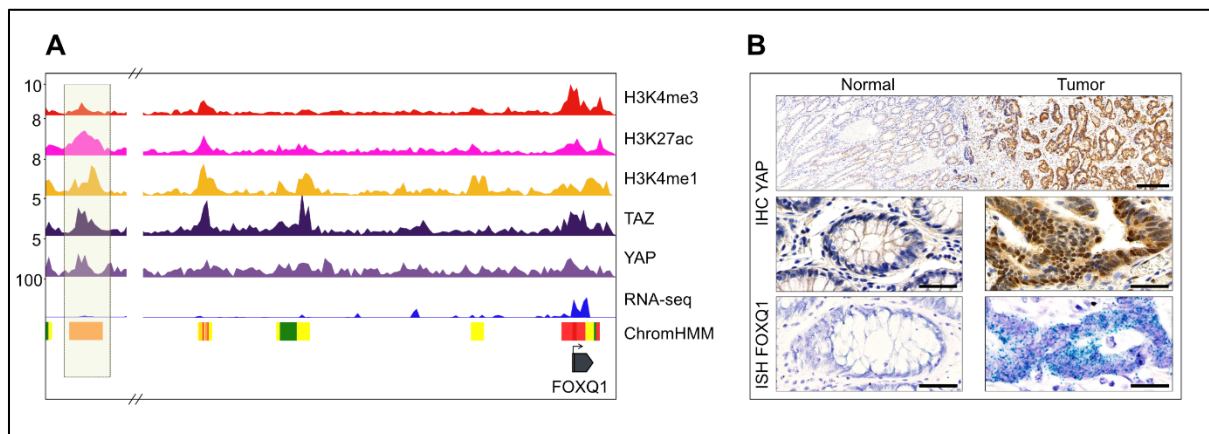 A
10
H3K4me3
8
H3K27ac
8
H3K4me1
5
TAZ
5
YAP
100
RNA-seq
ChromHMM
FOXQ1
B
Normal Tumor
IHC YAP
ISH FOXQ1